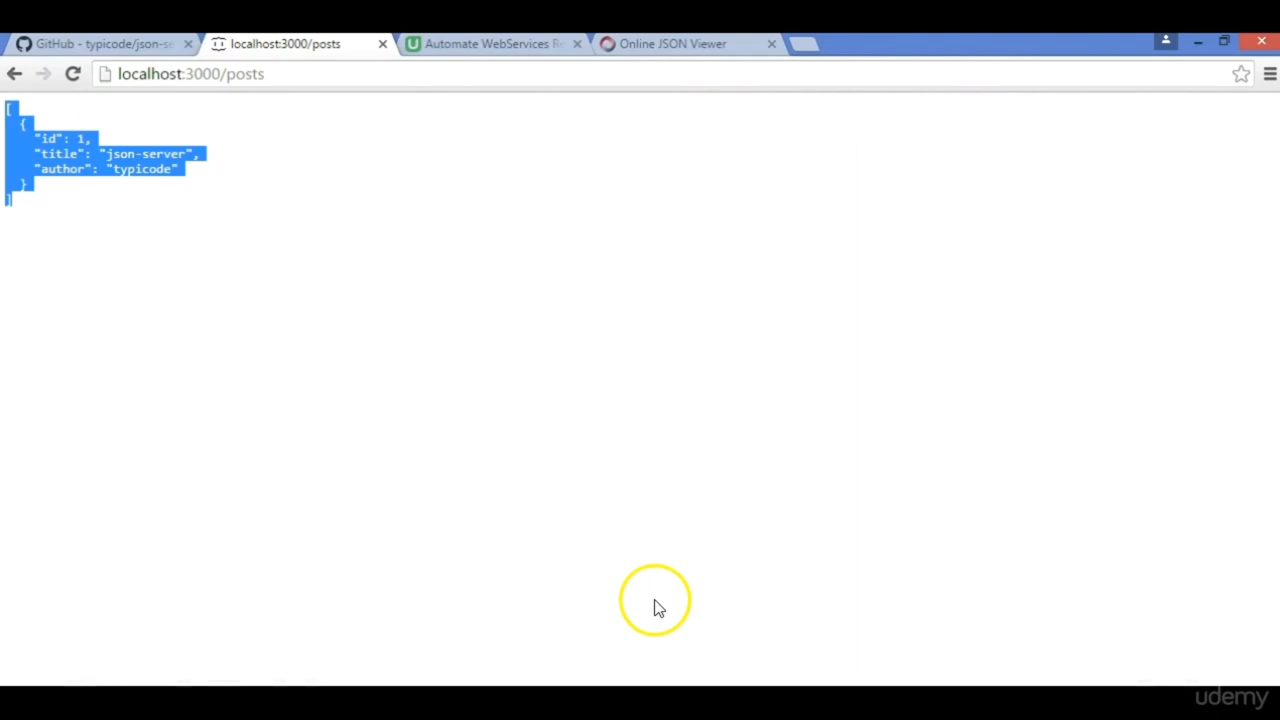 GitHub - typicode/json-se
localhost:3000/posts
Automate WebServices Re
Online JSON Viewer
localhost:3000/posts
[
{
"id": 1,
"title": "json-server",
"author": "typicode"
}
]
udemy